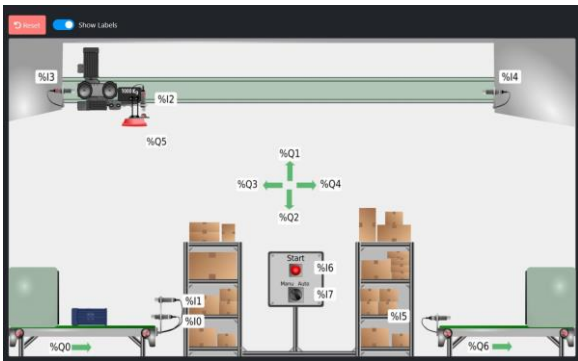 Reset
Show Labels
%I3
%I4
%I2
%Q5
%Q1
%Q3
%Q4
%Q2
Start
%I6
Manu Auto
%I7
%I1
%I0
%I5
%Q0
%Q6